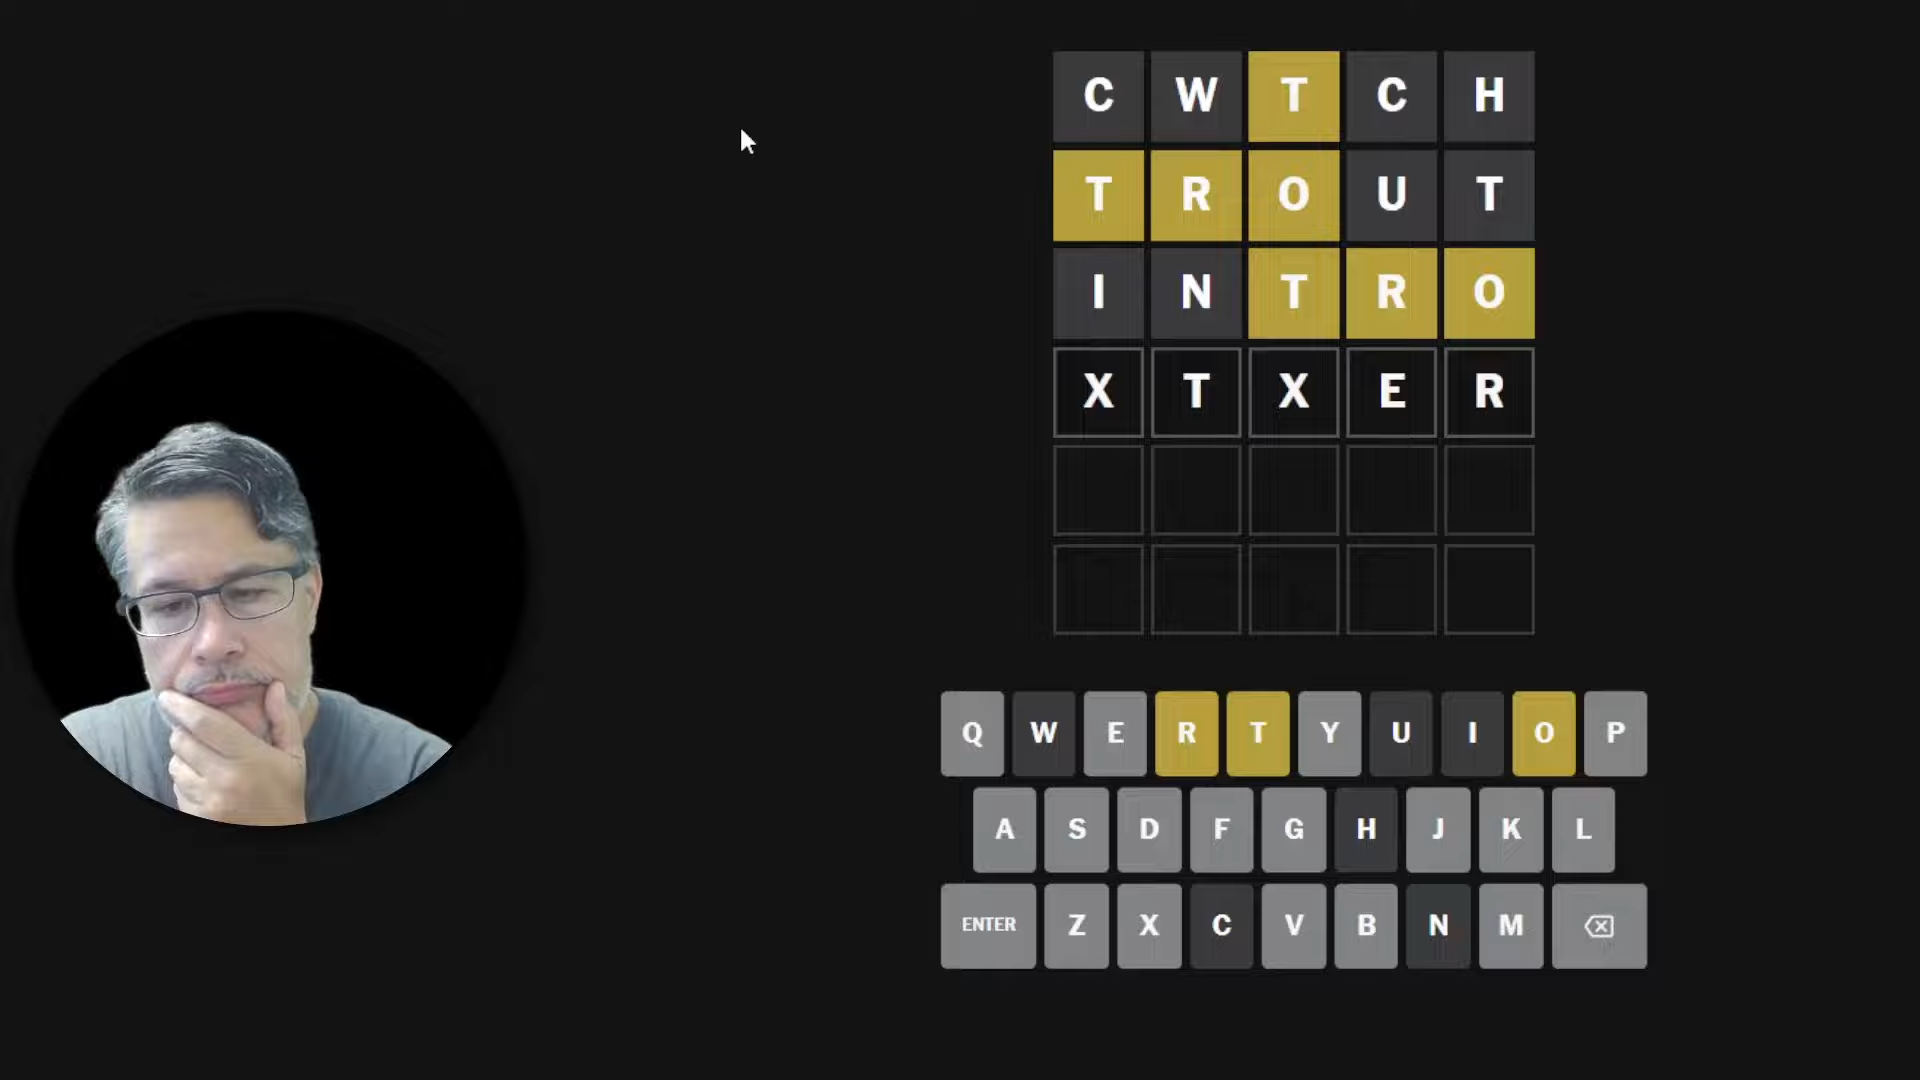 C W T C H
T R O U T
I N T R O
X T X E R
Q W E R T Y U I O P
A S D F G H J K L
ENTER Z X C V B N M